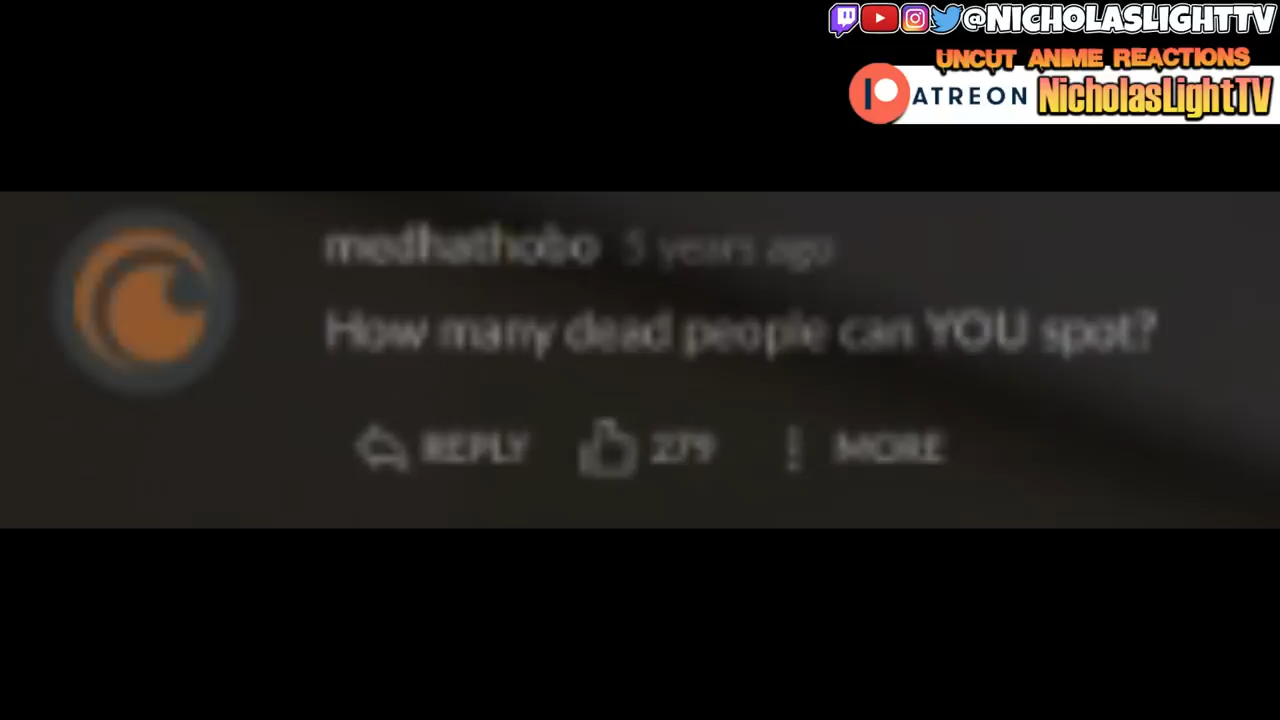 @NICHOLASLIGHTTV
UNCUT ANIME REACTIONS
PATREON NicholasLightTV
medhathobo 5 years ago
How many dead people can YOU spot?
REPLY 279 MORE